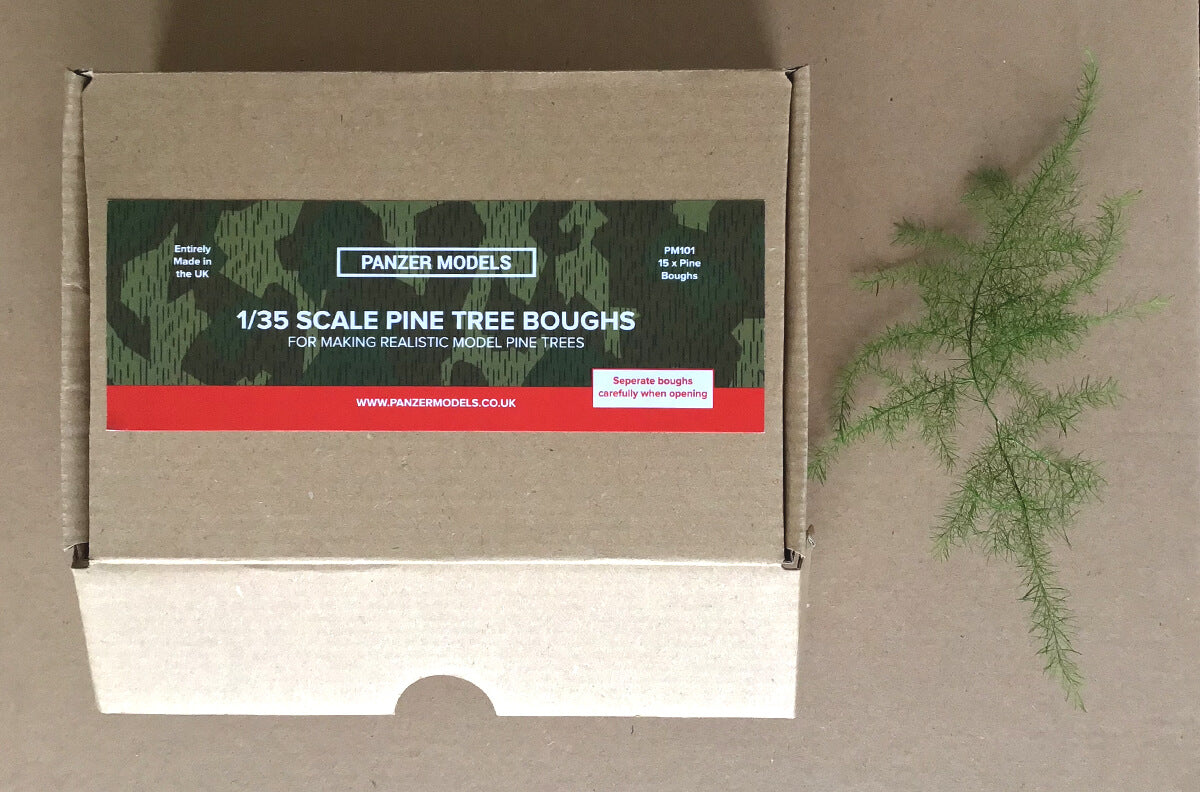 Entirely
Made in
the UK
PANZER MODELS
PM101
15 x Pine
Boughs
1/35 SCALE PINE TREE BOUGHS
FOR MAKING REALISTIC MODEL PINE TREES
Seperate boughs
carefully when opening
WWW.PANZERMODELS.CO.UK